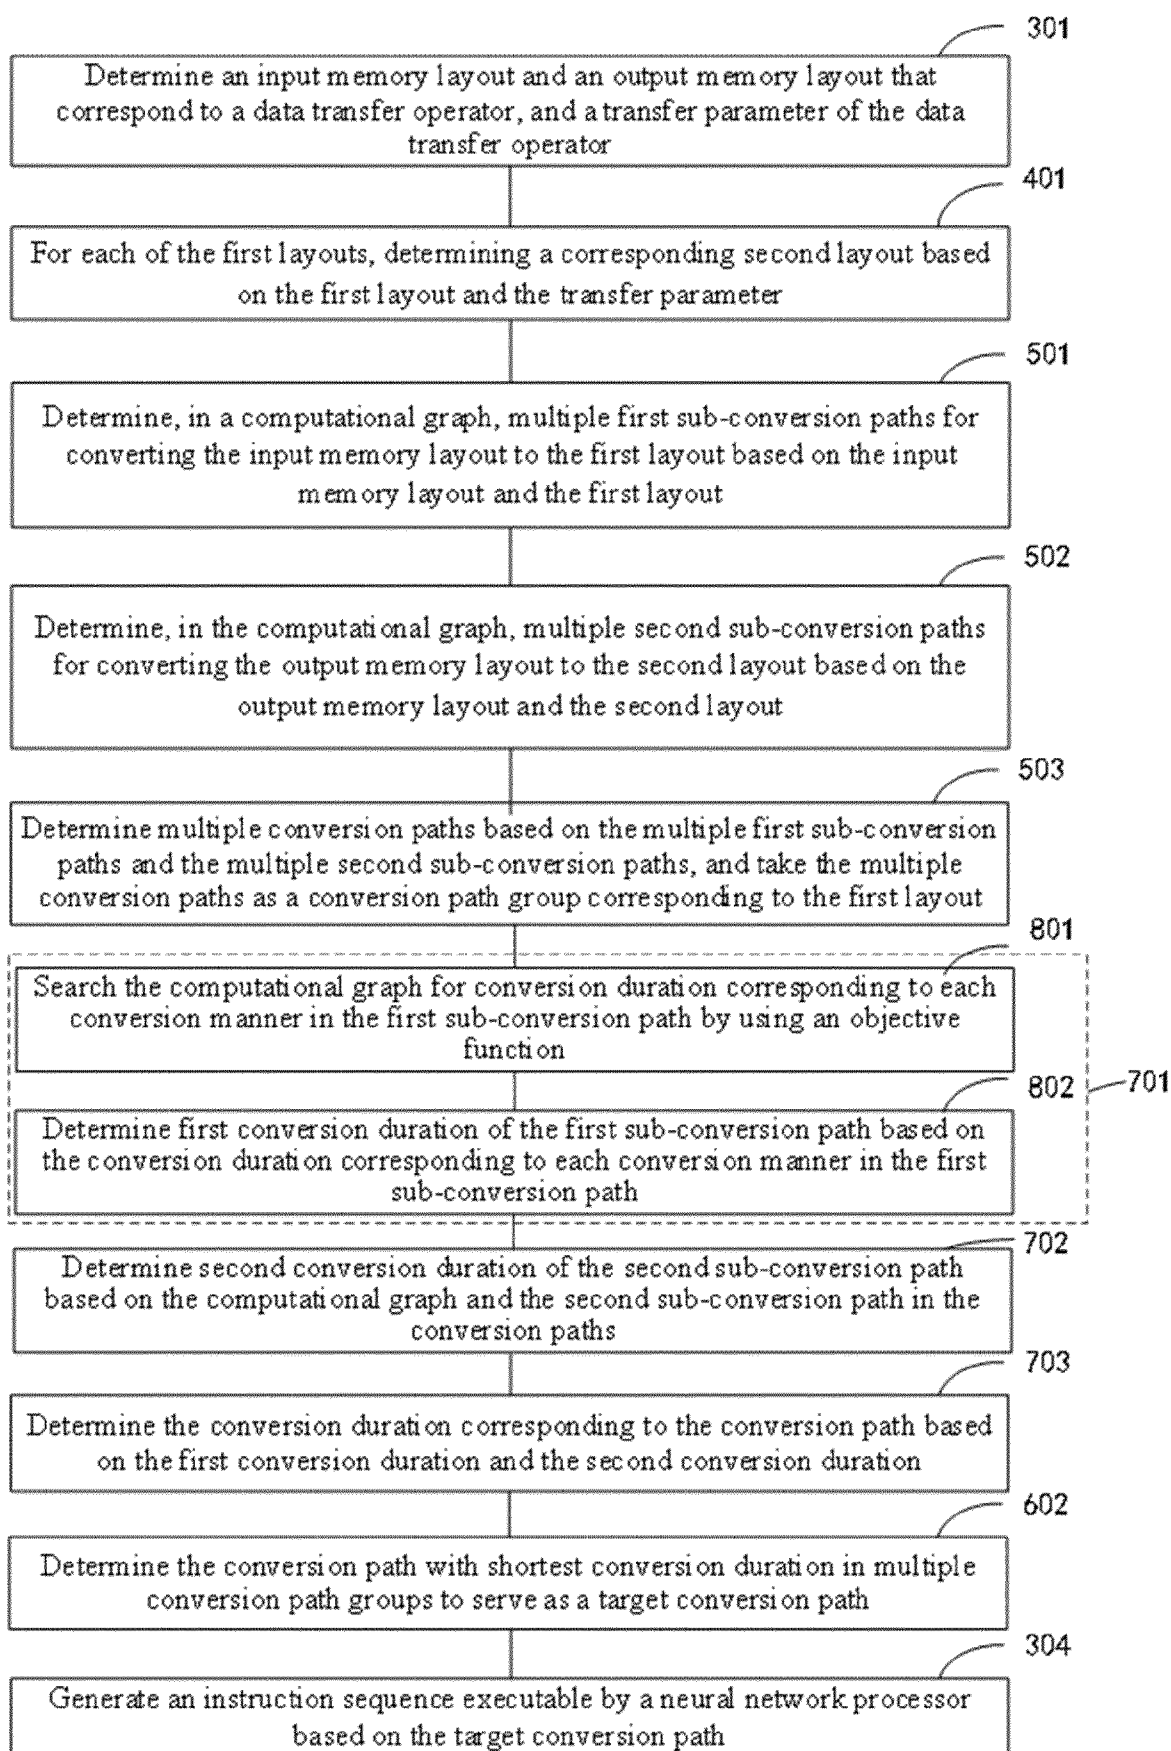 301
Determine an input memory layout and an output memory layout that
correspond to a data transfer operator, and a transfer parameter of the data
transfer operator
401
For each of the first layouts, determining a corresponding second layout based
on the first layout and the transfer parameter
501
Determine, in a computational graph, multiple first sub-conversion paths for
converting the input memory layout to the first layout based on the input
memory layout and the first layout
502
Determine, in the computational graph, multiple second sub-conversion paths
for converting the output memory layout to the second layout based on the
output memory layout and the second layout
503
Determine multiple conversion paths based on the multiple first sub-conversion
paths and the multiple second sub-conversion paths, and take the multiple
conversion paths as a conversion path group corresponding to the first layout
801
Search the computational graph for conversion duration corresponding to each
conversion manner in the first sub-conversion path by using an objective
function
802
701
Determine first conversion duration of the first sub-conversion path based on
the conversion duration corresponding to each conversion manner in the first
sub-conversion path
702
Determine second conversion duration of the second sub-conversion path
based on the computational graph and the second sub-conversion path in the
conversion paths
703
Determine the conversion duration corresponding to the conversion path based
on the first conversion duration and the second conversion duration
602
Determine the conversion path with shortest conversion duration in multiple
conversion path groups to serve as a target conversion path
304
Generate an instruction sequence executable by a neural network processor
based on the target conversion path